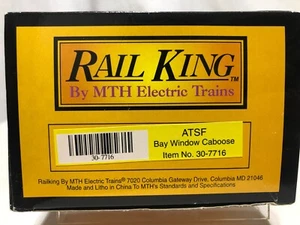 RAIL KING TM
By MTH Electric Trains
30-7716
ATSF
Bay Window Caboose
Item No. 30-7716
Railking By MTH Electric Trains® 7020 Columbia Gateway Drive, Columbia MD 21046
Made and Litho in China To MTH's Standards and Specifications